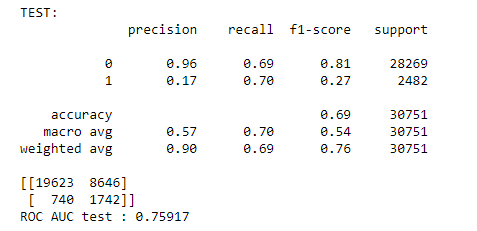 TEST:
precision recall f1-score support
0 0.96 0.69 0.81 28269
1 0.17 0.70 0.27 2482
accuracy 0.69 30751
macro avg 0.57 0.70 0.54 30751
weighted avg 0.90 0.69 0.76 30751
[[19623 8646]
[ 740 1742]]
ROC AUC test : 0.75917